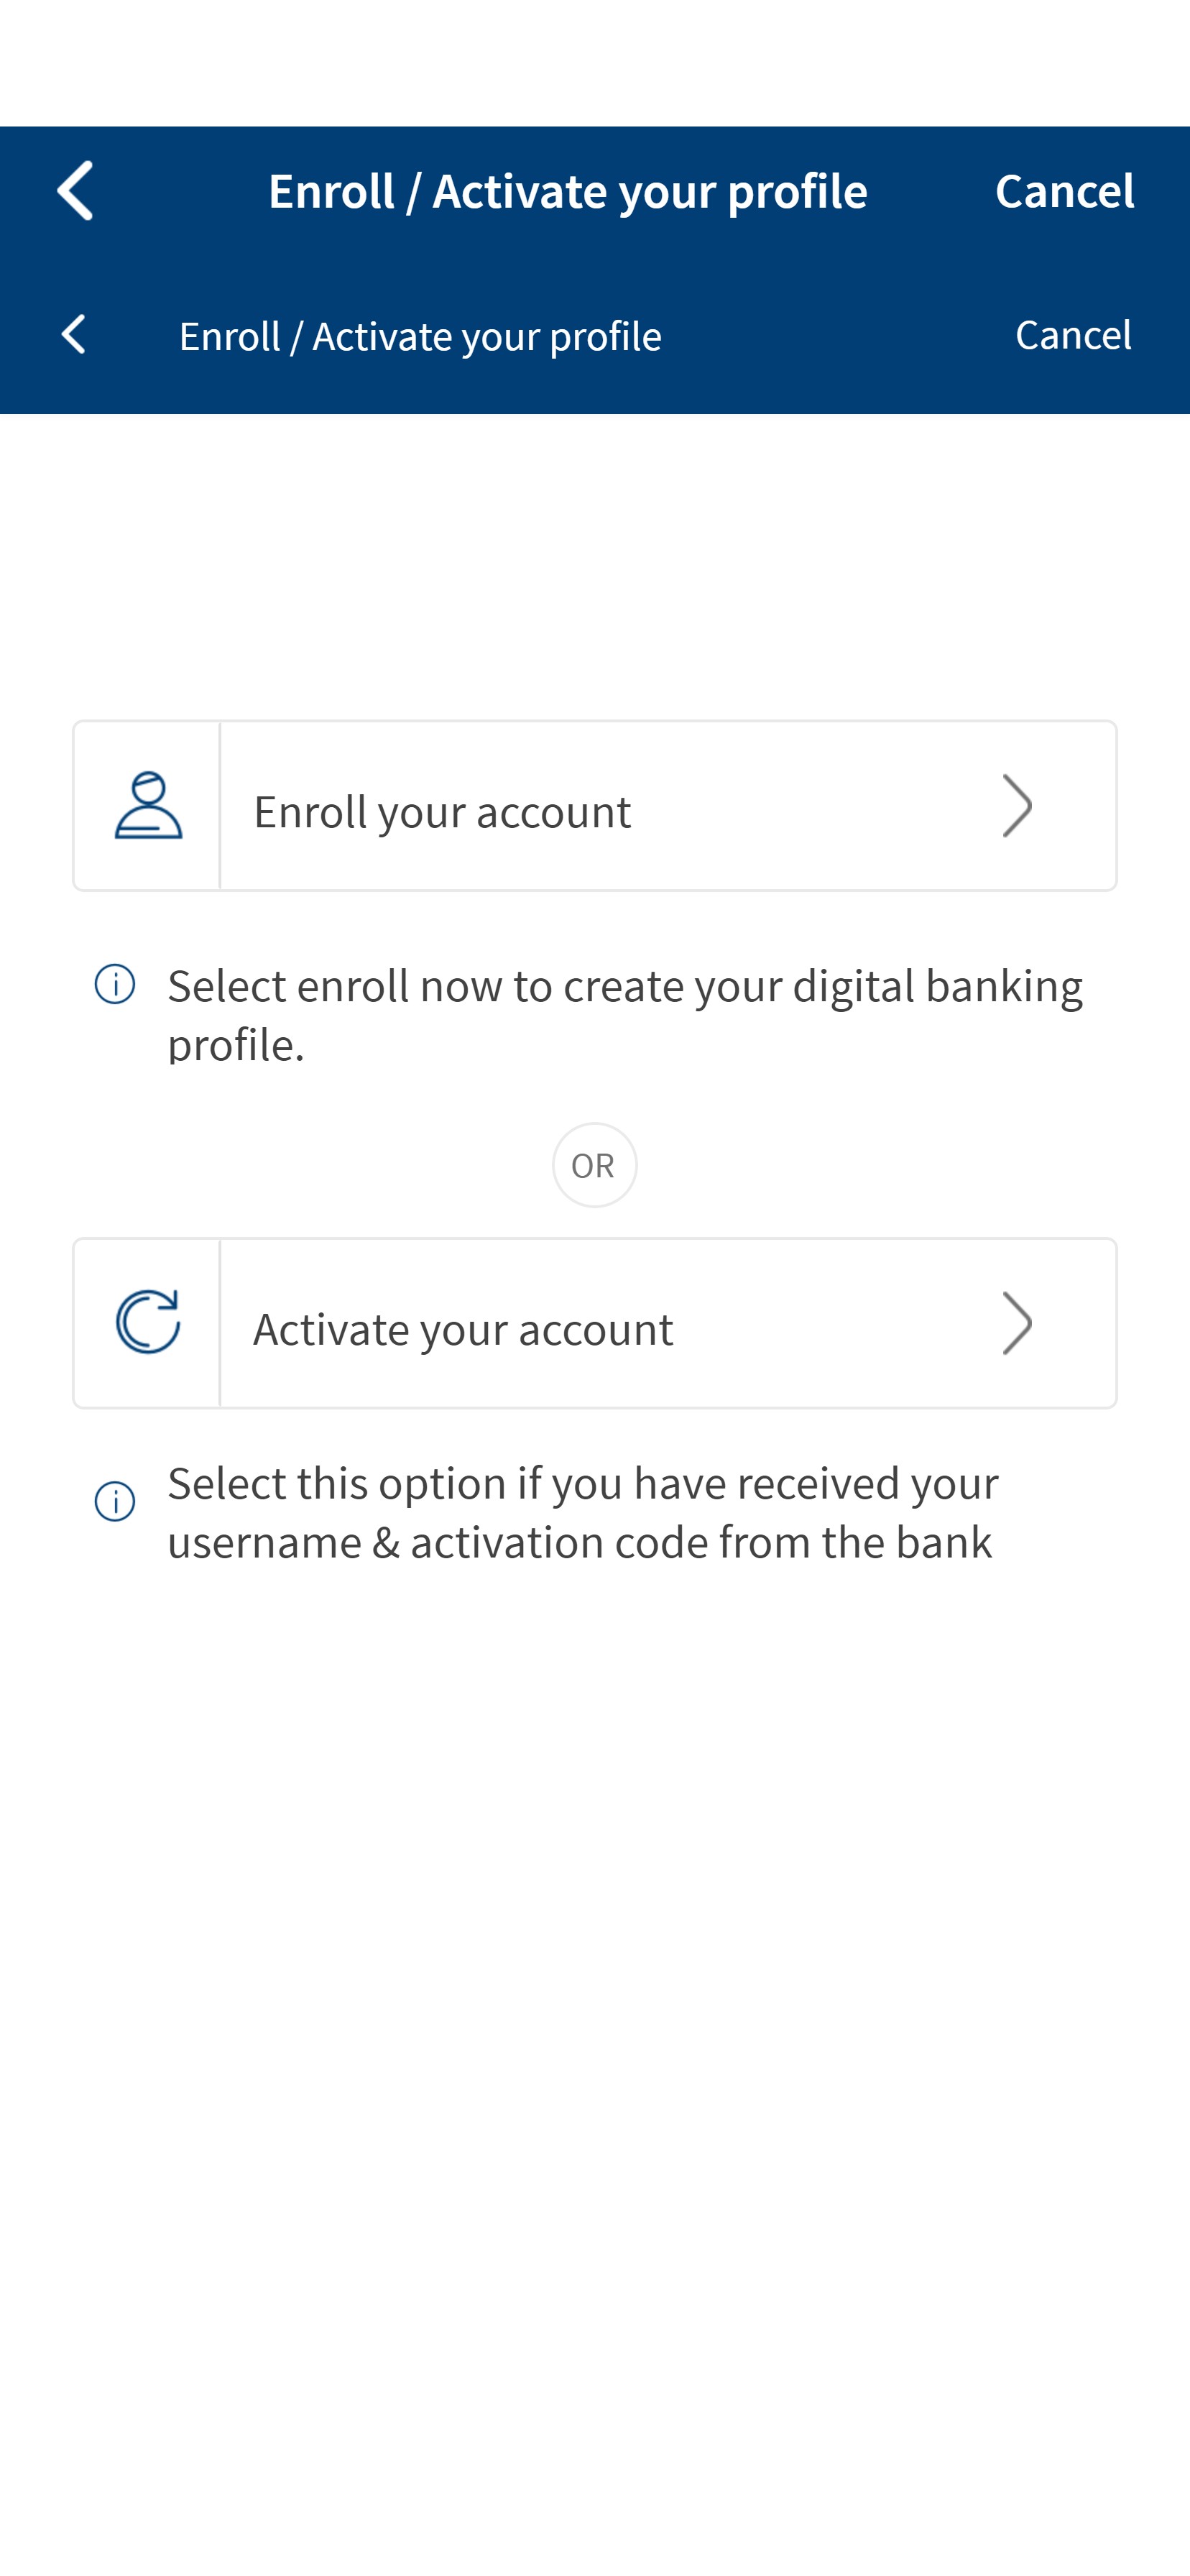 Enroll / Activate your profile Cancel
Enroll / Activate your profile Cancel
Enroll your account
Select enroll now to create your digital banking
profile.
OR
Activate your account
Select this option if you have received your
username & activation code from the bank